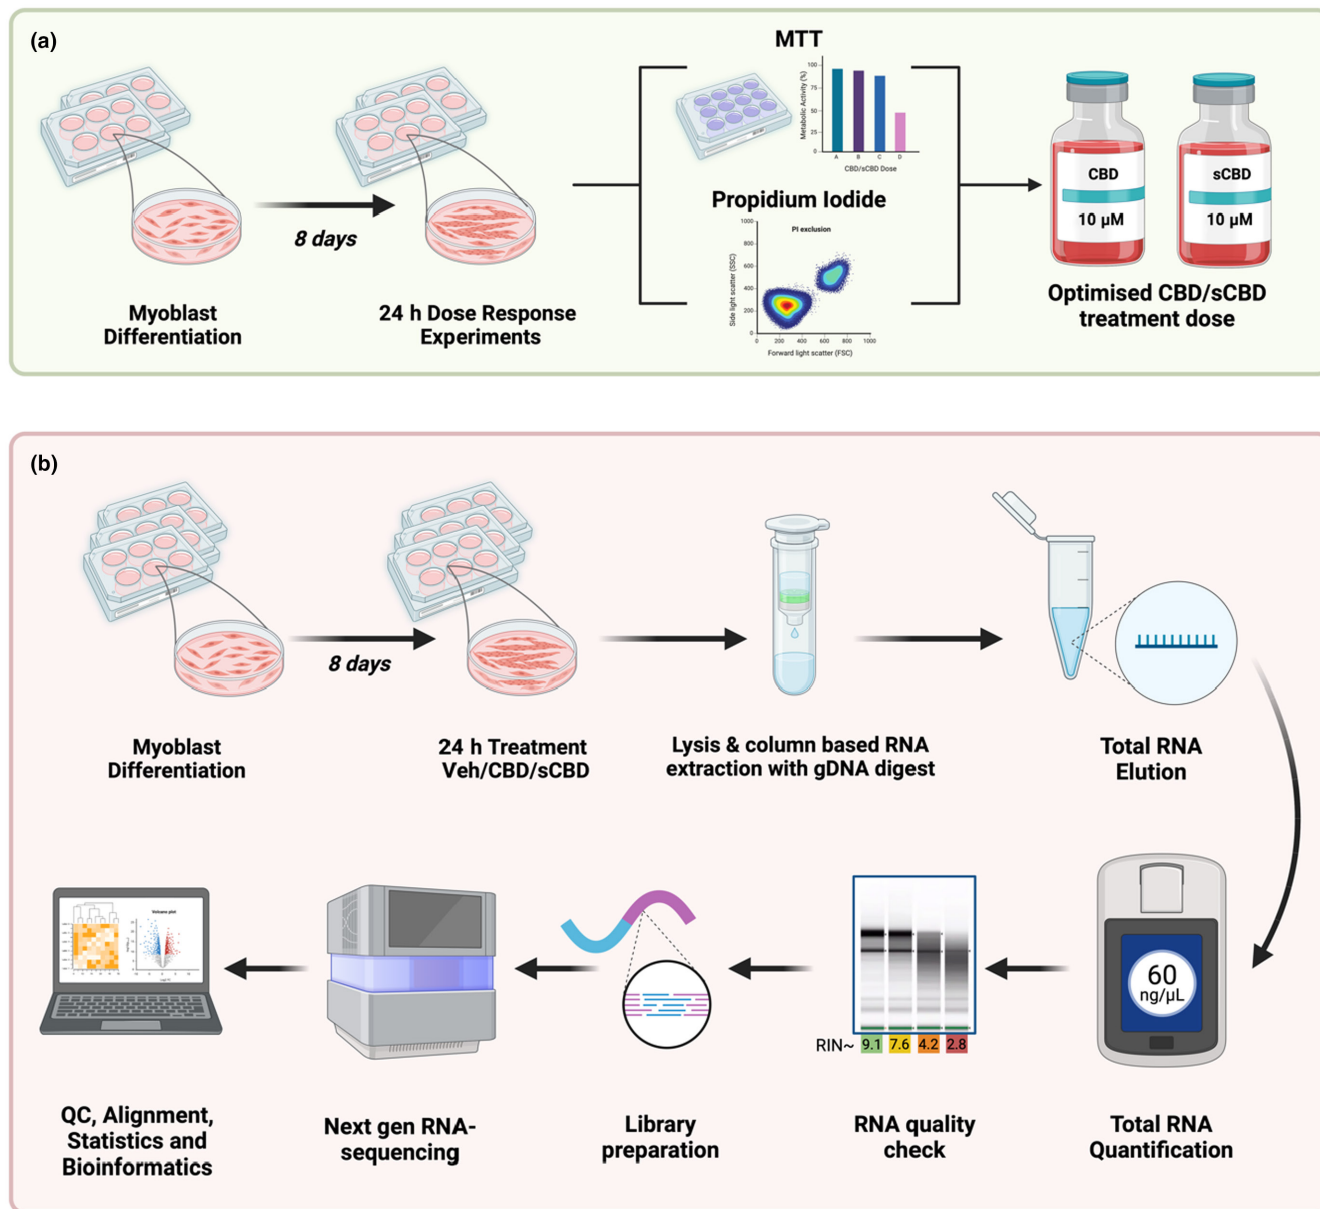 (a)
MTT
Metabolic Activity (%)
100
75
50
25
0
A B C D
CBD/sCBD Dose
8 days
Myoblast
Differentiation
24 h Dose Response
Experiments
Propidium Iodide
PI exclusion
Side light scatter (SSC)
1000
800
600
400
200
0
0 200 400 600 800 1000
Forward light scatter (FSC)
CBD
10 µM
sCBD
10 µM
Optimised CBD/sCBD
treatment dose
(b)
8 days
Myoblast
Differentiation
24 h Treatment
Veh/CBD/sCBD
Lysis & column based RNA
extraction with gDNA digest
Total RNA
Elution
Volcano plot
RIN~ 9.1 7.6 4.2 2.8
60
ng/µL
QC, Alignment,
Statistics and
Bioinformatics
Next gen RNA-
sequencing
Library
preparation
RNA quality
check
Total RNA
Quantification